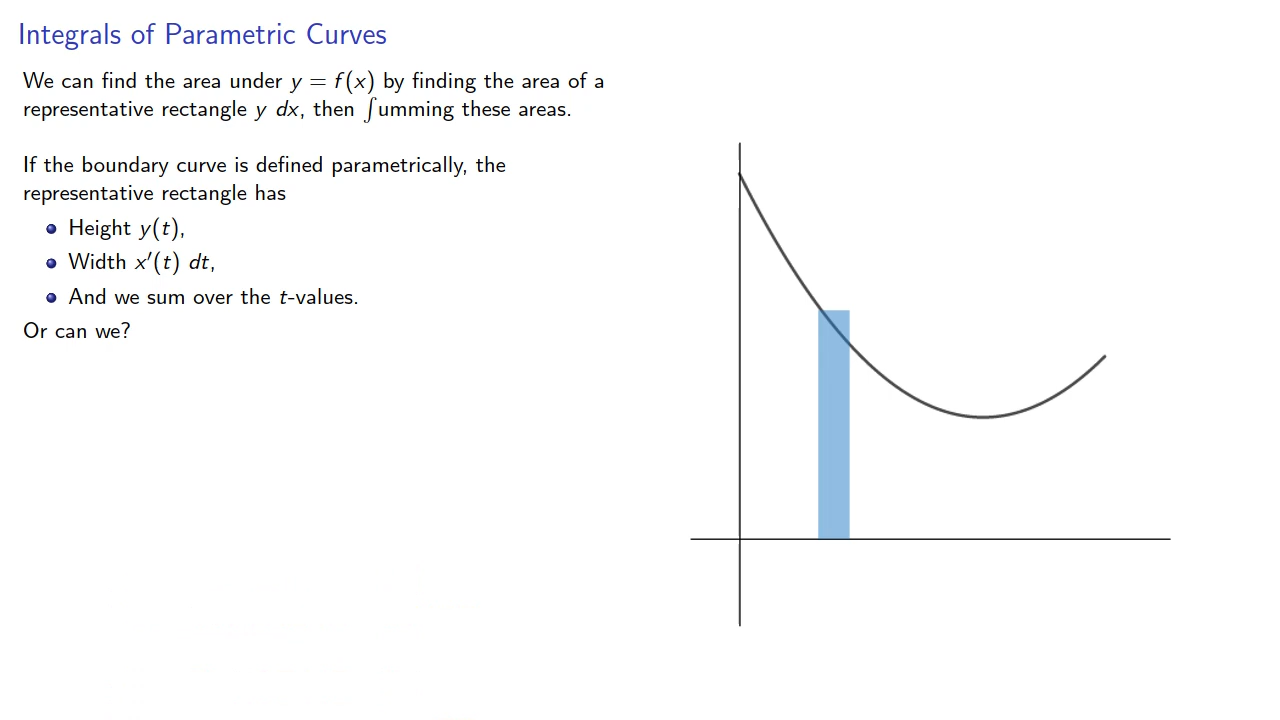 Integrals of Parametric Curves
We can find the area under y = f(x) by finding the area of a
representative rectangle y dx, then ∫umming these areas.
If the boundary curve is defined parametrically, the
representative rectangle has
Height y(t),
Width x′(t) dt,
And we sum over the t-values.
Or can we?